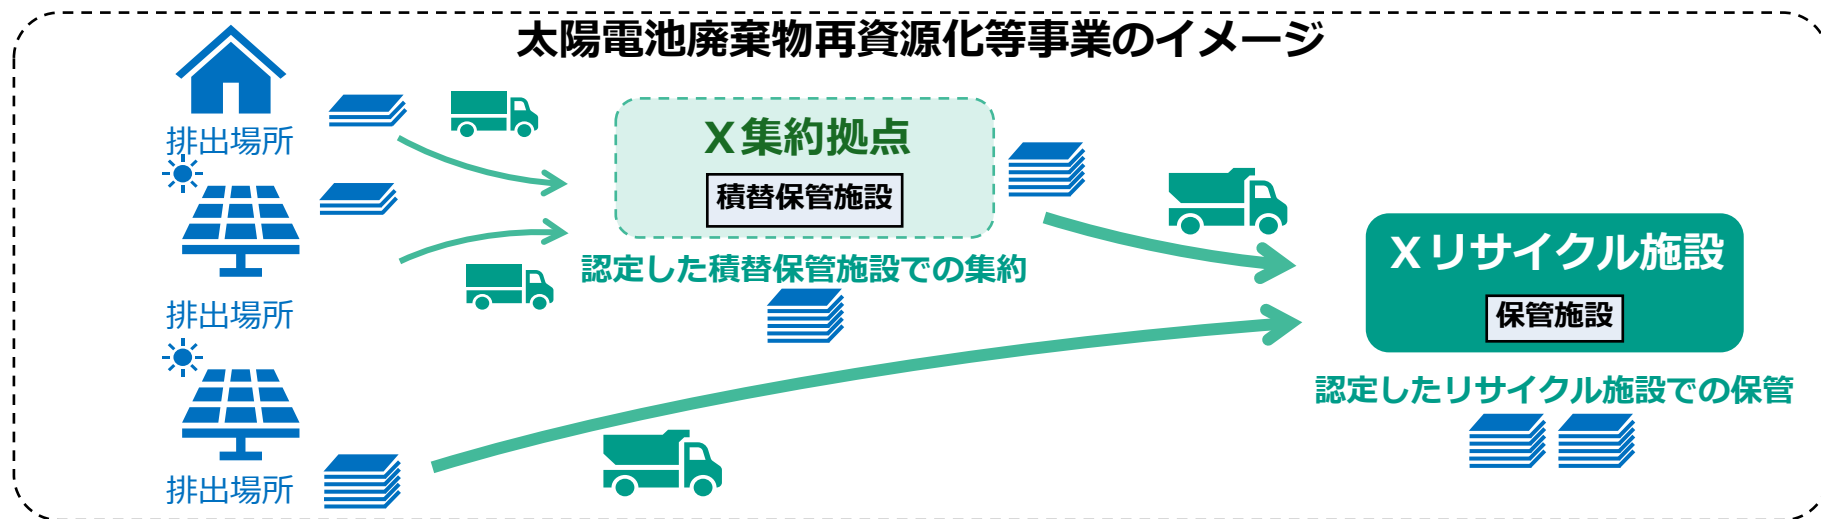 太陽電池廃棄物再資源化等事業のイメージ
排出場所
X集約拠点
積替保管施設
認定した積替保管施設での集約
排出場所
Xリサイクル施設
保管施設
認定したリサイクル施設での保管
排出場所